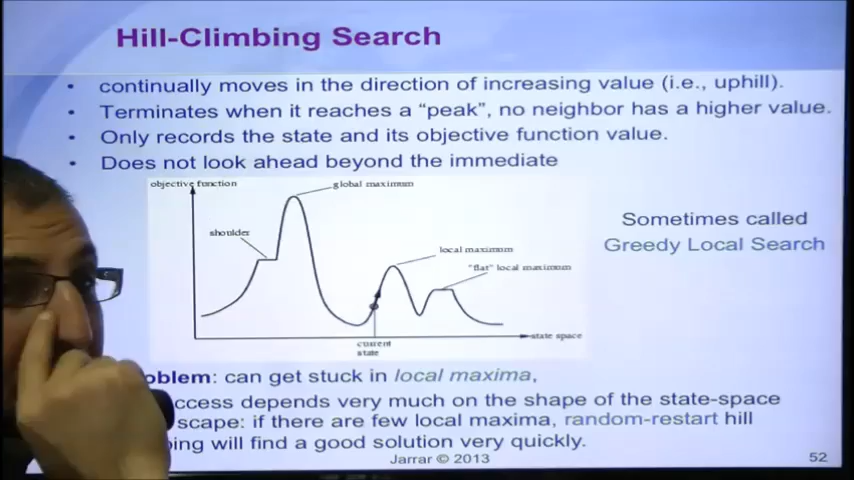 Hill-Climbing Search
• continually moves in the direction of increasing value (i.e., uphill).
• Terminates when it reaches a “peak”, no neighbor has a higher value.
• Only records the state and its objective function value.
• Does not look ahead beyond the immediate
objective function
global maximum
shoulder
local maximum
"flat" local maximum
state space
current
state
Sometimes called
Greedy Local Search
oblem: can get stuck in local maxima,
ccess depends very much on the shape of the state-space
scape: if there are few local maxima, random-restart hill
ing will find a good solution very quickly.
Jarrar © 2013
52